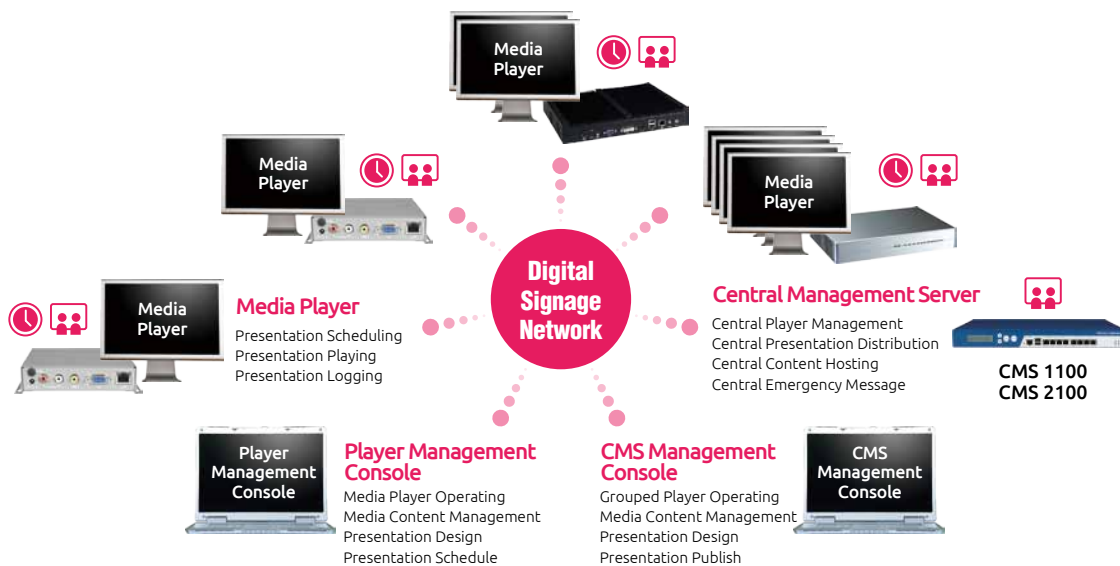 Media
Player
Media
Player
Media
Player
Digital
Signage
Network
Media
Player
Media Player
Presentation Scheduling
Presentation Playing
Presentation Logging
Central Management Server
Central Player Management
Central Presentation Distribution
Central Content Hosting
Central Emergency Message
CMS 1100
CMS 2100
Player
Management
Console
Player Management
Console
Media Player Operating
Media Content Management
Presentation Design
Presentation Schedule
CMS Management
Console
Grouped Player Operating
Media Content Management
Presentation Design
Presentation Publish
CMS
Management
Console